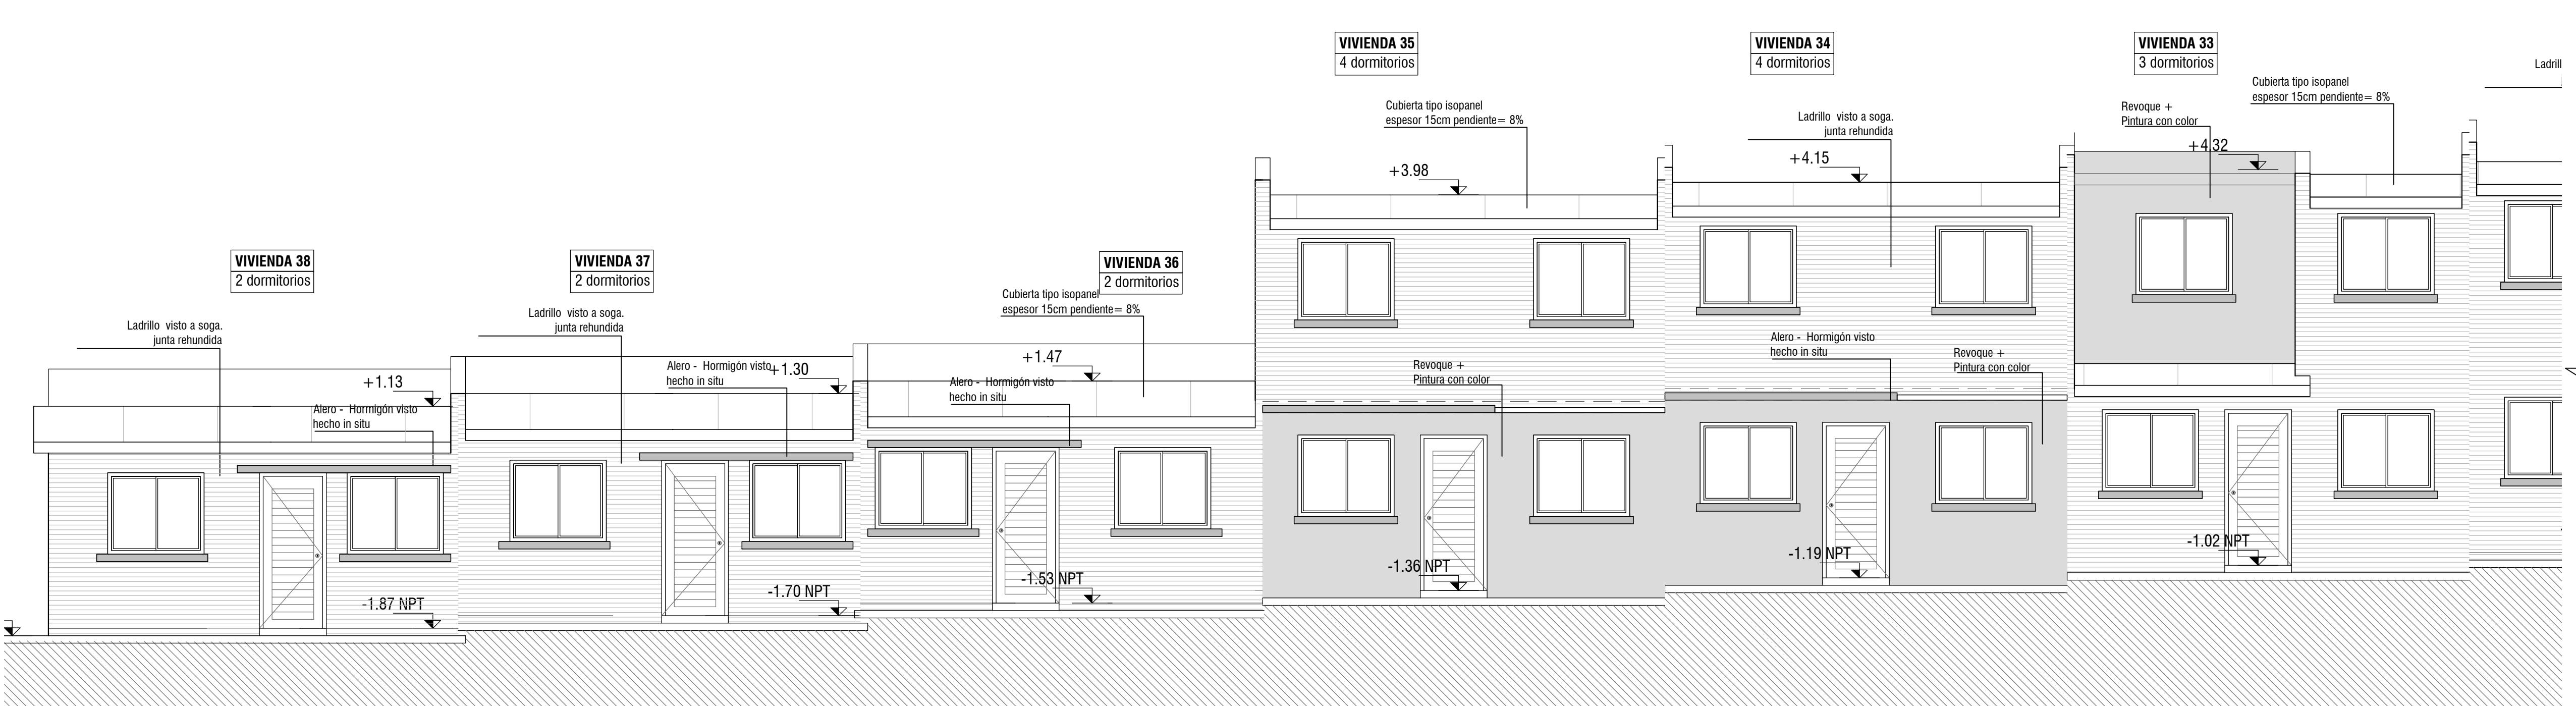 VIVIENDA 35
4 dormitorios
VIVIENDA 34
4 dormitorios
VIVIENDA 33
3 dormitorios
Cubierta tipo isopanel
espesor 15cm pendiente= 8%
Ladrillo visto a soga.
junta rehundida
Revoque +
Pintura con color
Cubierta tipo isopanel
espesor 15cm pendiente= 8%
Ladrill
+3.98
+4.15
+4.32
VIVIENDA 38
2 dormitorios
VIVIENDA 37
2 dormitorios
VIVIENDA 36
2 dormitorios
Ladrillo visto a soga.
junta rehundida
Ladrillo visto a soga.
junta rehundida
Cubierta tipo isopanel
espesor 15cm pendiente= 8%
+1.13
Alero - Hormigón visto
hecho in situ
Alero - Hormigón visto
hecho in situ
+1.30
+1.47
Alero - Hormigón visto
hecho in situ
Revoque +
Pintura con color
Alero - Hormigón visto
hecho in situ
Revoque +
Pintura con color
-1.87 NPT
-1.70 NPT
-1.53 NPT
-1.36 NPT
-1.19 NPT
-1.02 NPT